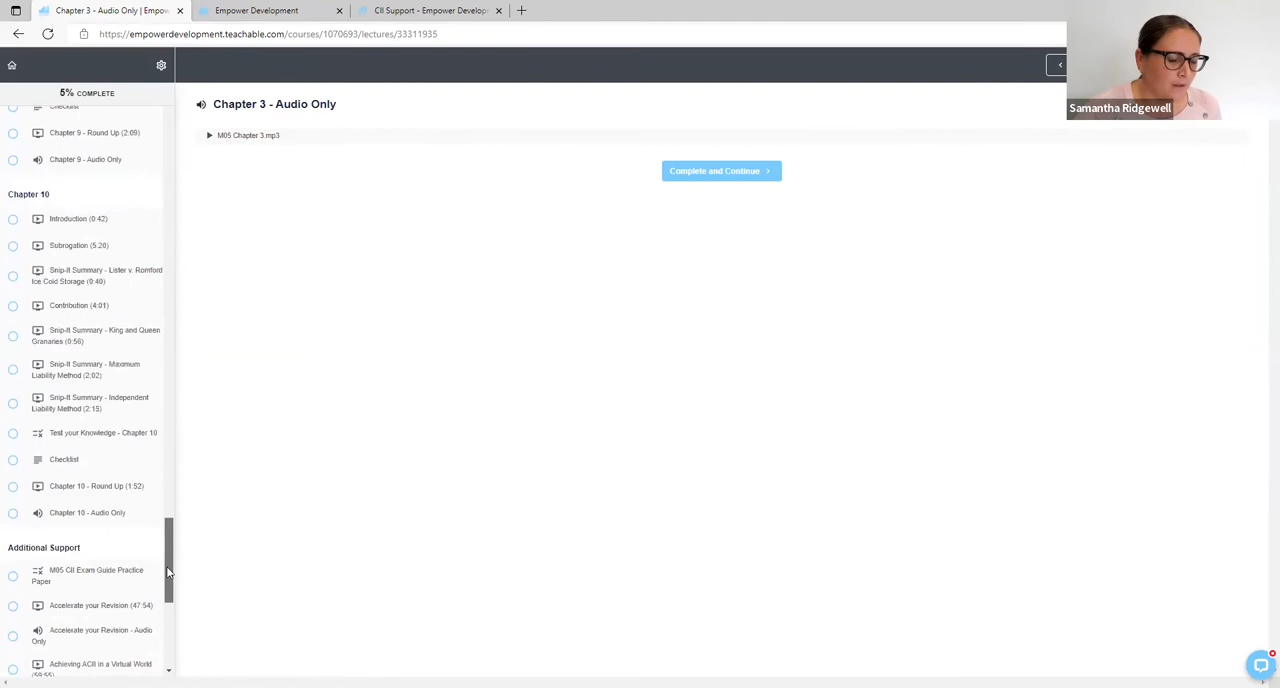 Chapter 3 - Audio Only | Empow
Empower Development
CII Support - Empower Develop
https://empowerdevelopment.teachable.com/courses/1070693/lectures/33311935
5% COMPLETE
Checklist
Chapter 9 - Round Up (2:09)
Chapter 9 - Audio Only
Chapter 10
Introduction (0:42)
Subrogation (5:20)
Snip-It Summary - Lister v. Romford
Ice Cold Storage (0:40)
Contribution (4:01)
Snip-It Summary - King and Queen
Granaries (0:56)
Snip-It Summary - Maximum
Liability Method (2:02)
Snip-It Summary - Independent
Liability Method (2:15)
Test your Knowledge - Chapter 10
Checklist
Chapter 10 - Round Up (1:52)
Chapter 10 - Audio Only
Additional Support
M05 CII Exam Guide Practice
Paper
Accelerate your Revision (47:54)
Accelerate your Revision - Audio
Only
Achieving ACII in a Virtual World
(59:55)
Chapter 3 - Audio Only
M05 Chapter 3.mp3
Complete and Continue
Samantha Ridgewell